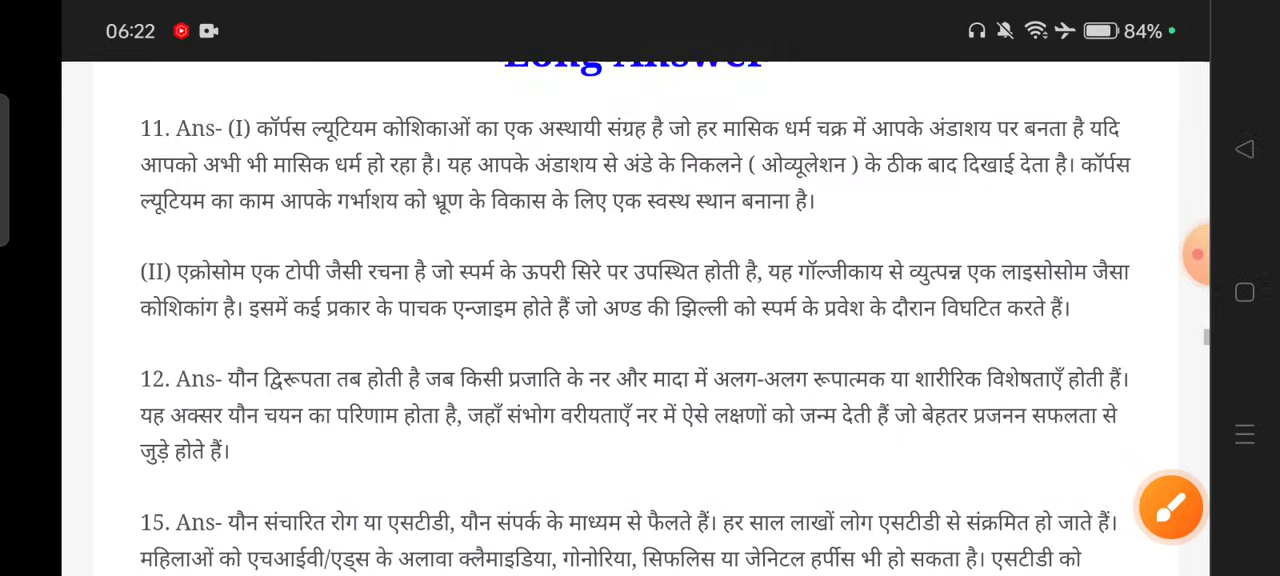 06:22
84%
Long Answer
11. Ans- (I) कॉर्पस ल्यूटियम कोशिकाओं का एक अस्थायी संग्रह है जो हर मासिक धर्म चक्र में आपके अंडाशय पर बनता है यदि
आपको अभी भी मासिक धर्म हो रहा है। यह आपके अंडाशय से अंडे के निकलने ( ओव्यूलेशन ) के ठीक बाद दिखाई देता है। कॉर्पस
ल्यूटियम का काम आपके गर्भाशय को भ्रूण के विकास के लिए एक स्वस्थ स्थान बनाना है।
(II) एक्रोसोम एक टोपी जैसी रचना है जो स्पर्म के ऊपरी सिरे पर उपस्थित होती है, यह गॉल्जीकाय से व्युत्पन्न एक लाइसोसोम जैसा
कोशिकांग है। इसमें कई प्रकार के पाचक एन्जाइम होते हैं जो अण्ड की झिल्ली को स्पर्म के प्रवेश के दौरान विघटित करते हैं।
12. Ans- यौन द्विरूपता तब होती है जब किसी प्रजाति के नर और मादा में अलग-अलग रूपात्मक या शारीरिक विशेषताएँ होती हैं।
यह अक्सर यौन चयन का परिणाम होता है, जहाँ संभोग वरीयताएँ नर में ऐसे लक्षणों को जन्म देती हैं जो बेहतर प्रजनन सफलता से
जुड़े होते हैं।
15. Ans- यौन संचारित रोग या एसटीडी, यौन संपर्क के माध्यम से फैलते हैं। हर साल लाखों लोग एसटीडी से संक्रमित हो जाते हैं।
महिलाओं को एचआईवी/एड्स के अलावा क्लैमाइडिया, गोनोरिया, सिफलिस या जेनिटल हर्पीस भी हो सकता है। एसटीडी को